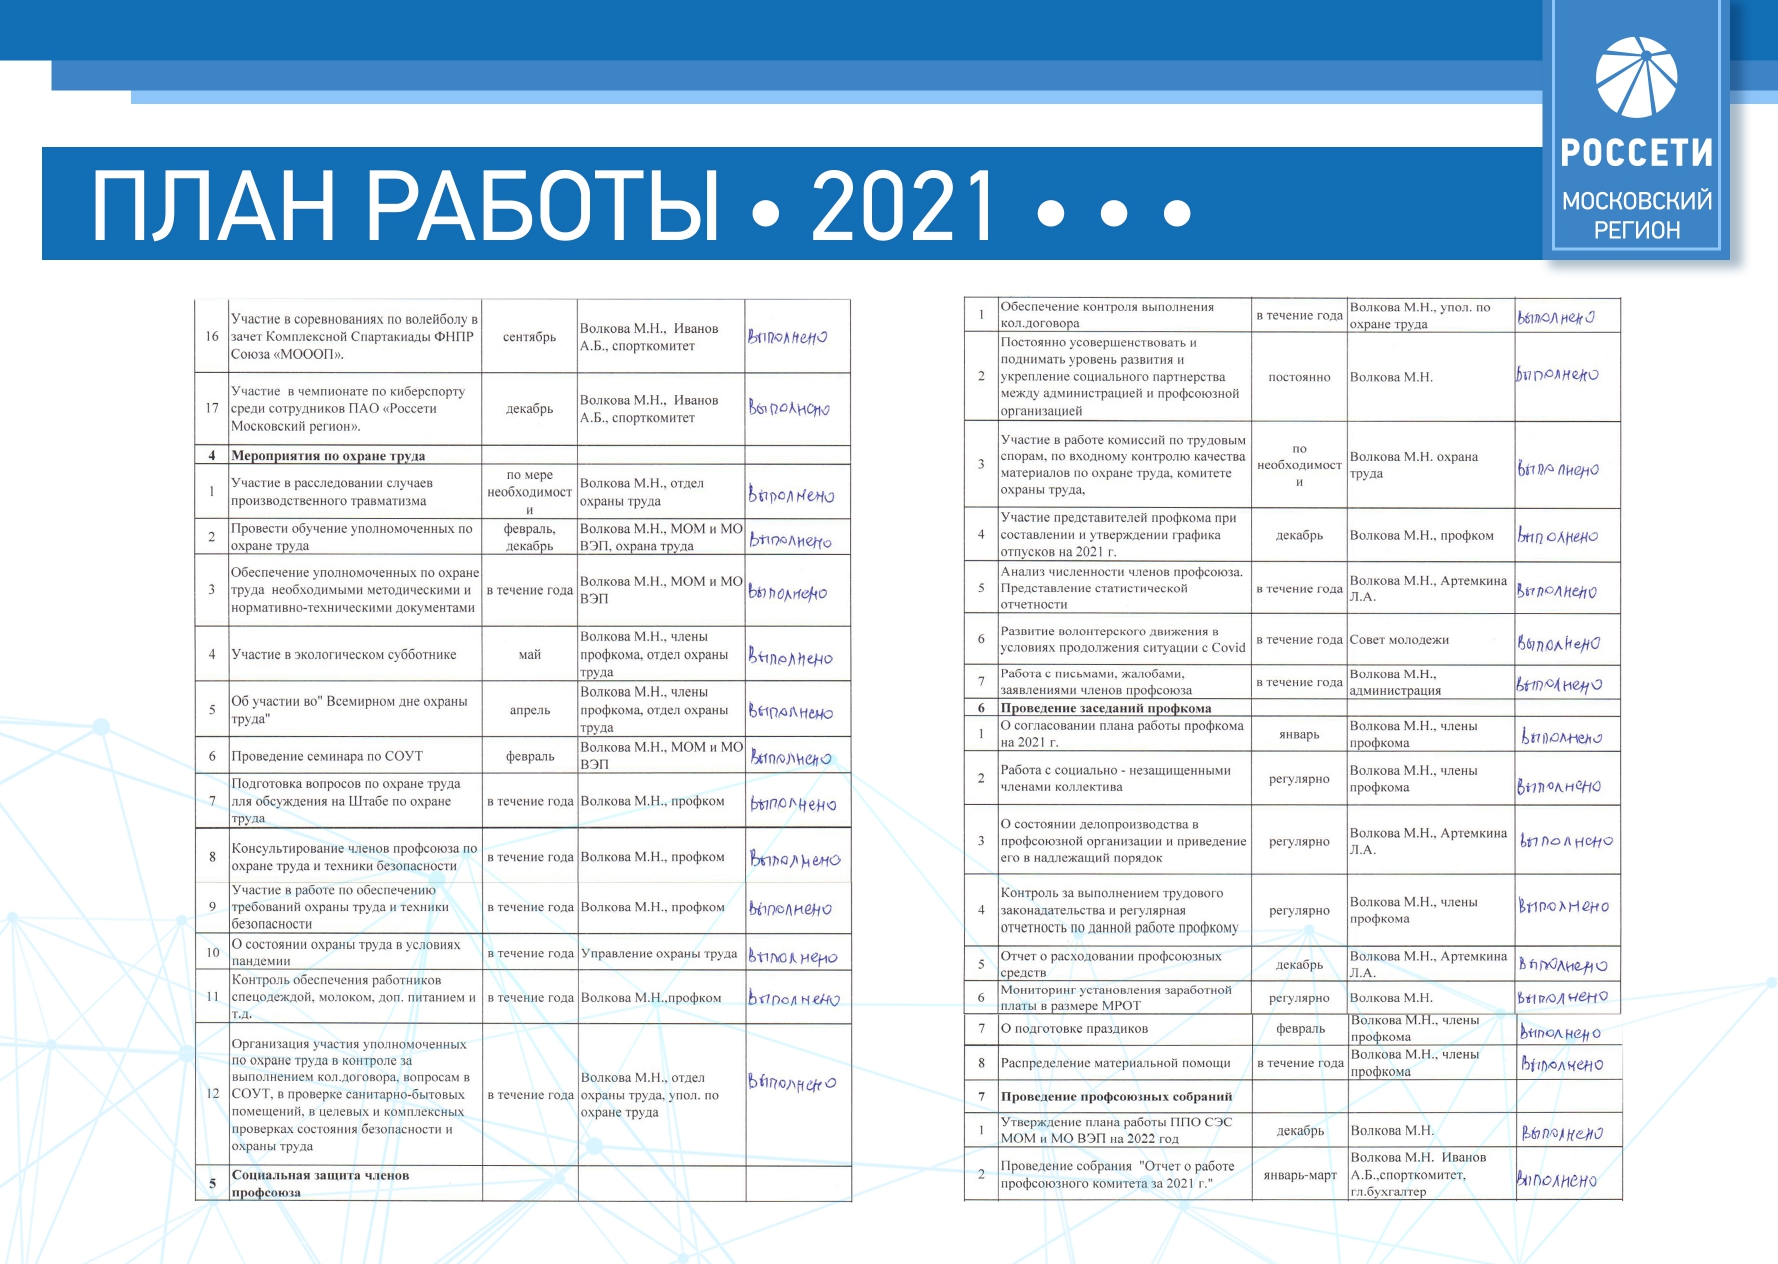 РОССЕТИ
МОСКОВСКИЙ
РЕГИОН
ПЛАН РАБОТЫ • 2021 • • •
16
Участие в соревнованиях по волейболу в
зачет Комплексной Спартакиады ФНПР
Союза «МОООП».
сентябрь
Волкова М.Н., Иванов
А.Б., спорткомитет
Выполнено
17
Участие в чемпионате по киберспорту
среди сотрудников ПАО «Россети
Московский регион».
декабрь
Волкова М.Н., Иванов
А.Б., спорткомитет
Выполнено
4 Мероприятия по охране труда
1
Участие в расследовании случаев
производственного травматизма
по мере
необходимост
и
Волкова М.Н., отдел
охраны труда
Выполнено
2
Провести обучение уполномоченных по
охране труда
февраль,
декабрь
Волкова М.Н., МОМ и МО
ВЭП, охрана труда
Выполнено
3
Обеспечение уполномоченных по охране
труда необходимыми методическими и
нормативно-техническими документами
в течение года
Волкова М.Н., МОМ и МО
ВЭП
Выполнено
4
Участие в экологическом субботнике
май
Волкова М.Н., члены
профкома, отдел охраны
труда
Выполнено
5
Об участии во" Всемирном дне охраны
труда"
апрель
Волкова М.Н., члены
профкома, отдел охраны
труда
Выполнено
6
Проведение семинара по СОУТ
февраль
Волкова М.Н., МОМ и МО
ВЭП
Выполнено
7
Подготовка вопросов по охране труда
лля обсуждения на Штабе по охране
труда
в течение года
Волкова М.Н., профком
Выполнено
8
Консультирование членов профсоюза по
охране труда и техники безопасности
в течение года
Волкова М.Н., профком
Выполнено
9
Участие в работе по обеспечению
требований охраны труда и техники
безопасности
в течение года
Волкова М.Н., профком
Выполнено
10
О состоянии охраны труда в условиях
пандемии
в течение года
Управление охраны труда
Выполнено
11
Контроль обеспечения работников
спецодеждой, молоком, доп. питанием и
т.д.
в течение года
Волкова М.Н.,профком
Выполнено
12
Организация участия уполномоченных
по охране труда в контроле за
выполнением кол.договора, вопросам в
СОУТ, в проверке санитарно-бытовых
помещений, в целевых и комплексных
проверках состояния безопасности и
охраны труда
в течение года
Волкова М.Н., отдел
охраны труда, упол. по
охране труда
Выполнено
5
Социальная защита членов
профсоюза
1
Обеспечение контроля выполнения
кол.договора
в течение года
Волкова М.Н., упол. по
охране труда
Выполнено
2
Постоянно усовершенствовать и
поднимать уровень развития и
укрепление социального партнерства
между администрацией и профсоюзной
организацией
постоянно
Волкова М.Н.
Выполнено
3
Участие в работе комиссий по трудовым
спорам, по входному контролю качества
материалов по охране труда, комитете
охраны труда,
по
необходимост
и
Волкова М.Н. охрана
труда
Выполнено
4
Участие представителей профкома при
составлении и утверждении графика
отпусков на 2021 г.
декабрь
Волкова М.Н., профком
Выполнено
5
Анализ численности членов профсоюза.
Представление статистической
отчетности
в течение года
Волкова М.Н., Артемкина
Л.А.
Выполнено
6
Развитие волонтерского движения в
условиях продолжения ситуации с Covid
в течение года
Совет молодежи
Выполнено
7
Работа с письмами, жалобами,
заявлениями членов профсоюза
в течение года
Волкова М.Н.,
администрация
Выполнено
6 Проведение заседаний профкома
1
О согласовании плана работы профкома
на 2021 г.
январь
Волкова М.Н., члены
профкома
Выполнено
2
Работа с социально - незащищенными
членами коллектива
регулярно
Волкова М.Н., члены
профкома
Выполнено
3
О состоянии делопроизводства в
профсоюзной организации и приведение
его в надлежащий порядок
регулярно
Волкова М.Н., Артемкина
Л.А.
Выполнено
4
Контроль за выполнением трудового
законадательства и регулярная
отчетность по данной работе профкому
регулярно
Волкова М.Н., члены
профкома
Выполнено
5
Отчет о расходовании профсоюзных
средств
декабрь
Волкова М.Н., Артемкина
Л.А.
Выполнено
6
Мониторинг установления заработной
платы в размере МРОТ
регулярно
Волкова М.Н.
Выполнено
7
О подготовке праздиков
февраль
Волкова М.Н., члены
профкома
Выполнено
8
Распределение материальной помощи
в течение года
Волкова М.Н., члены
профкома
Выполнено
7 Проведение профсоюзных собраний
1
Утверждение плана работы ППО СЭС
МОМ и МО ВЭП на 2022 год
декабрь
Волкова М.Н.
Выполнено
2
Проведение собрания "Отчет о работе
профсоюзного комитета за 2021 г."
январь-март
Волкова М.Н. Иванов
А.Б.,спорткомитет,
гл.бухгалтер
Выполнено